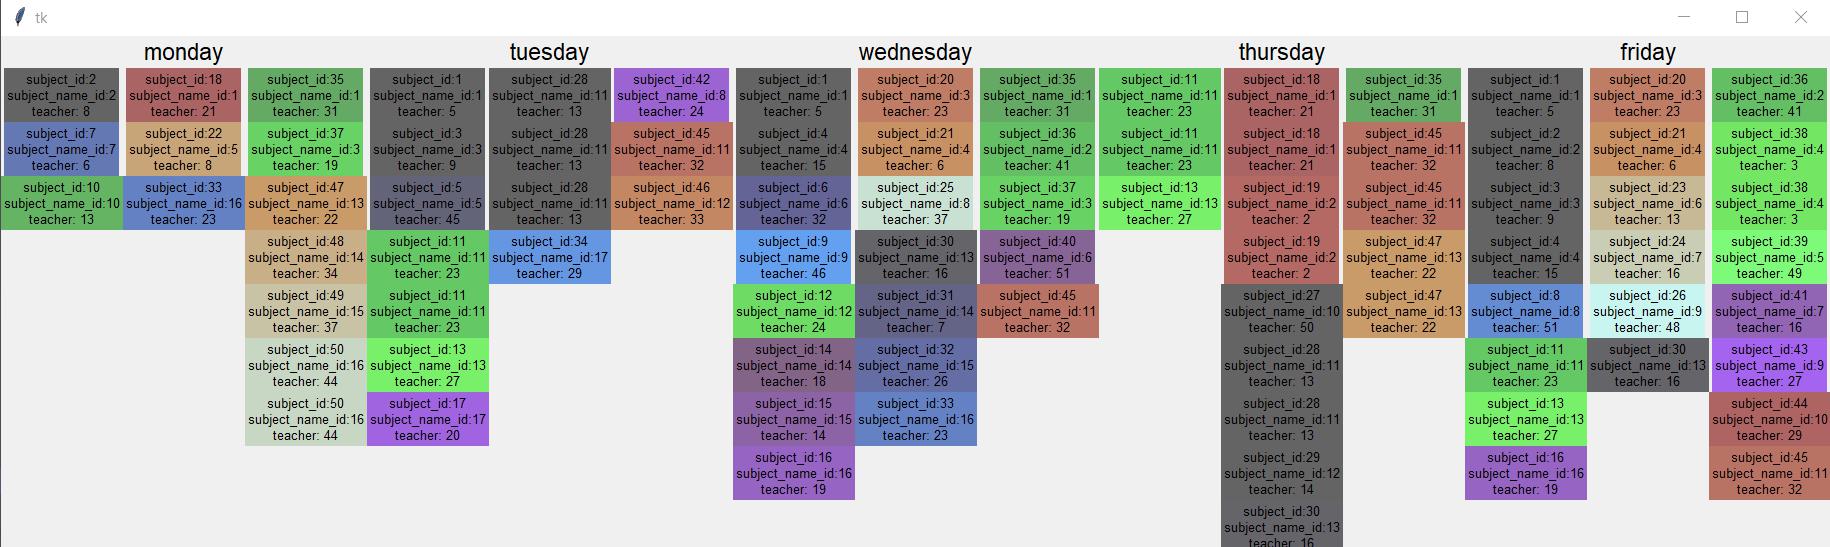 tk
monday
tuesday
wednesday
thursday
friday
subject_id:2
subject_name_id:2
teacher: 8
subject_id:7
subject_name_id:7
teacher: 6
subject_id:10
subject_name_id:10
teacher: 13
subject_id:18
subject_name_id:1
teacher: 21
subject_id:22
subject_name_id:5
teacher: 8
subject_id:33
subject_name_id:16
teacher: 23
subject_id:35
subject_name_id:1
teacher: 31
subject_id:37
subject_name_id:3
teacher: 19
subject_id:47
subject_name_id:13
teacher: 22
subject_id:48
subject_name_id:14
teacher: 34
subject_id:49
subject_name_id:15
teacher: 37
subject_id:50
subject_name_id:16
teacher: 44
subject_id:50
subject_name_id:16
teacher: 44
subject_id:1
subject_name_id:1
teacher: 5
subject_id:3
subject_name_id:3
teacher: 9
subject_id:5
subject_name_id:5
teacher: 45
subject_id:11
subject_name_id:11
teacher: 23
subject_id:11
subject_name_id:11
teacher: 23
subject_id:13
subject_name_id:13
teacher: 27
subject_id:17
subject_name_id:17
teacher: 20
subject_id:28
subject_name_id:11
teacher: 13
subject_id:28
subject_name_id:11
teacher: 13
subject_id:28
subject_name_id:11
teacher: 13
subject_id:34
subject_name_id:17
teacher: 29
subject_id:42
subject_name_id:8
teacher: 24
subject_id:45
subject_name_id:11
teacher: 32
subject_id:46
subject_name_id:12
teacher: 33
subject_id:1
subject_name_id:1
teacher: 5
subject_id:4
subject_name_id:4
teacher: 15
subject_id:6
subject_name_id:6
teacher: 32
subject_id:9
subject_name_id:9
teacher: 46
subject_id:12
subject_name_id:12
teacher: 24
subject_id:14
subject_name_id:14
teacher: 18
subject_id:15
subject_name_id:15
teacher: 14
subject_id:16
subject_name_id:16
teacher: 19
subject_id:20
subject_name_id:3
teacher: 23
subject_id:21
subject_name_id:4
teacher: 6
subject_id:25
subject_name_id:8
teacher: 37
subject_id:30
subject_name_id:13
teacher: 16
subject_id:31
subject_name_id:14
teacher: 7
subject_id:32
subject_name_id:15
teacher: 26
subject_id:33
subject_name_id:16
teacher: 23
subject_id:35
subject_name_id:1
teacher: 31
subject_id:36
subject_name_id:2
teacher: 41
subject_id:37
subject_name_id:3
teacher: 19
subject_id:40
subject_name_id:6
teacher: 51
subject_id:45
subject_name_id:11
teacher: 32
subject_id:11
subject_name_id:11
teacher: 23
subject_id:11
subject_name_id:11
teacher: 23
subject_id:13
subject_name_id:13
teacher: 27
subject_id:18
subject_name_id:1
teacher: 21
subject_id:18
subject_name_id:1
teacher: 21
subject_id:19
subject_name_id:2
teacher: 2
subject_id:19
subject_name_id:2
teacher: 2
subject_id:27
subject_name_id:10
teacher: 50
subject_id:28
subject_name_id:11
teacher: 13
subject_id:28
subject_name_id:11
teacher: 13
subject_id:29
subject_name_id:12
teacher: 14
subject_id:30
subject_name_id:13
teacher: 16
subject_id:35
subject_name_id:1
teacher: 31
subject_id:45
subject_name_id:11
teacher: 32
subject_id:45
subject_name_id:11
teacher: 32
subject_id:47
subject_name_id:13
teacher: 22
subject_id:47
subject_name_id:13
teacher: 22
subject_id:1
subject_name_id:1
teacher: 5
subject_id:2
subject_name_id:2
teacher: 8
subject_id:3
subject_name_id:3
teacher: 9
subject_id:4
subject_name_id:4
teacher: 15
subject_id:8
subject_name_id:8
teacher: 51
subject_id:11
subject_name_id:11
teacher: 23
subject_id:13
subject_name_id:13
teacher: 27
subject_id:16
subject_name_id:16
teacher: 19
subject_id:20
subject_name_id:3
teacher: 23
subject_id:21
subject_name_id:4
teacher: 6
subject_id:23
subject_name_id:6
teacher: 13
subject_id:24
subject_name_id:7
teacher: 16
subject_id:26
subject_name_id:9
teacher: 48
subject_id:30
subject_name_id:13
teacher: 16
subject_id:36
subject_name_id:2
teacher: 41
subject_id:38
subject_name_id:4
teacher: 3
subject_id:38
subject_name_id:4
teacher: 3
subject_id:39
subject_name_id:5
teacher: 49
subject_id:41
subject_name_id:7
teacher: 16
subject_id:43
subject_name_id:9
teacher: 27
subject_id:44
subject_name_id:10
teacher: 29
subject_id:45
subject_name_id:11
teacher: 32